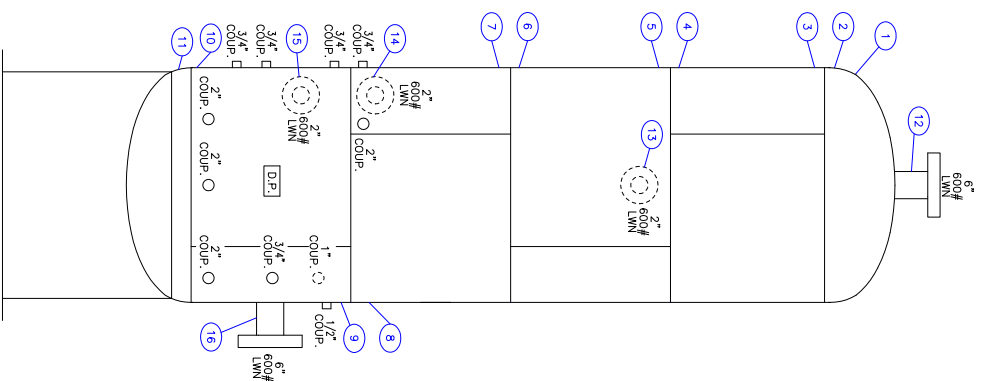 11
10
3/4"
COUP.
3/4"
COUP.
15
3/4"
COUP.
3/4"
COUP.
14
7
6
5
4
3
2
1
2"
COUP.
2"
600#
LWN
2"
600#
LWN
12
2"
COUP.
2"
COUP.
13
6"
600#
LWN
D.P.
2"
600#
LWN
2"
COUP.
3/4"
COUP.
1"
COUP.
16
1/2"
COUP.
9
8
6"
600#
LWN